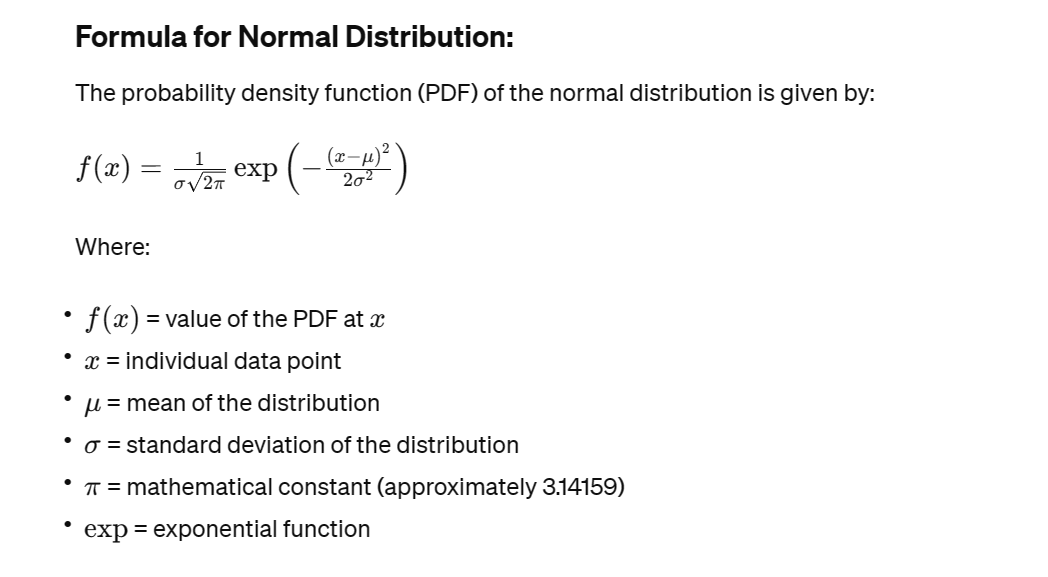 Formula for Normal Distribution:
The probability density function (PDF) of the normal distribution is given by:
f(x) = \frac{1}{\sigma\sqrt{2\pi}} \exp\left(-\frac{(x-\mu)^2}{2\sigma^2}\right)
Where:
• f(x) = value of the PDF at x
• x = individual data point
• μ = mean of the distribution
• σ = standard deviation of the distribution
• π = mathematical constant (approximately 3.14159)
• exp = exponential function